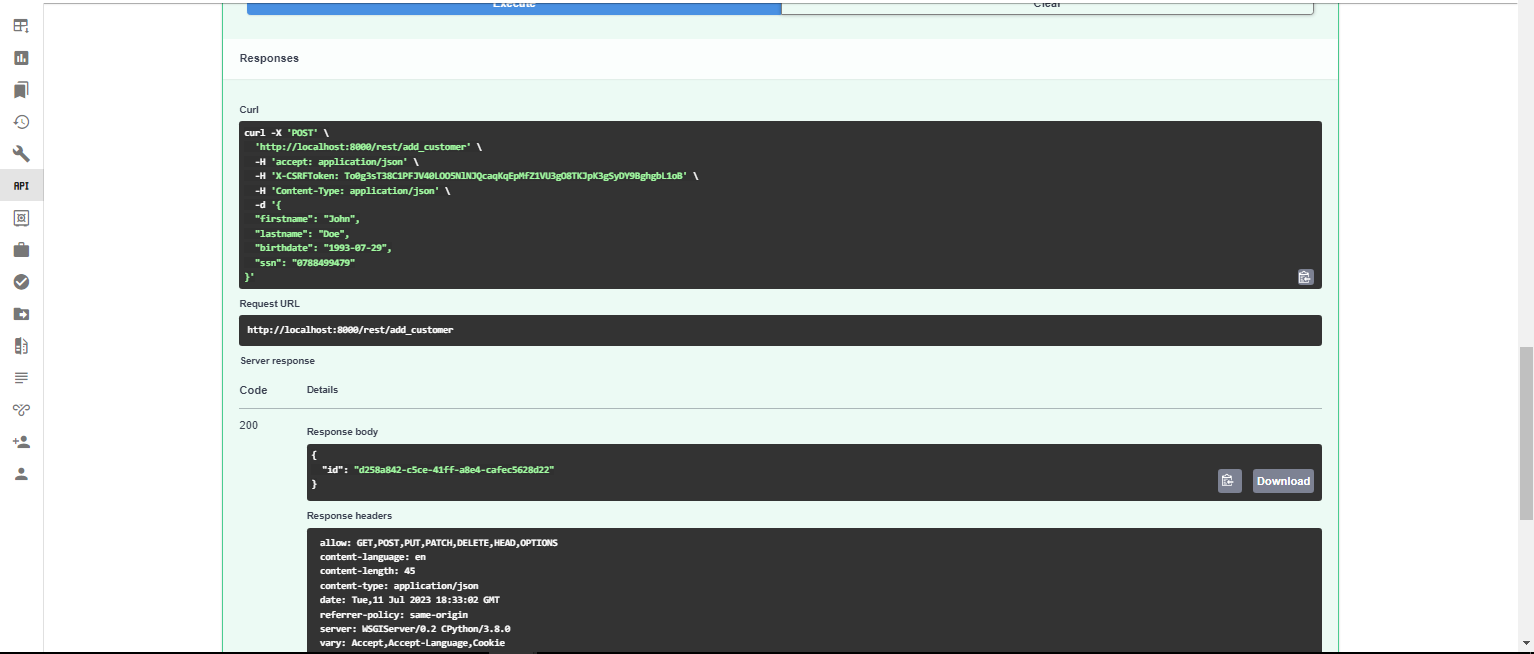 Execute
Clear
Responses
Curl
curl -X 'POST' \
'http://localhost:8000/rest/add_customer' \
-H 'accept: application/json' \
-H 'X-CSRFToken: To0g3sT38C1PFJV40LOO5NlNJQcaqKqEpMfZ1VU3gO8TKJpK3gSyDY9BghgbL1oB' \
-H 'Content-Type: application/json' \
-d '{
"firstname": "John",
"lastname": "Doe",
"birthdate": "1993-07-29",
"ssn": "0788499479"
}'
Request URL
http://localhost:8000/rest/add_customer
Server response
Code Details
200
Response body
{
"id": "d258a842-c5ce-41ff-a8e4-cafec5628d22"
}
Download
Response headers
allow: GET,POST,PUT,PATCH,DELETE,HEAD,OPTIONS
content-language: en
content-length: 45
content-type: application/json
date: Tue,11 Jul 2023 18:33:02 GMT
referrer-policy: same-origin
server: WSGIServer/0.2 CPython/3.8.0
vary: Accept,Accept-Language,Cookie
API